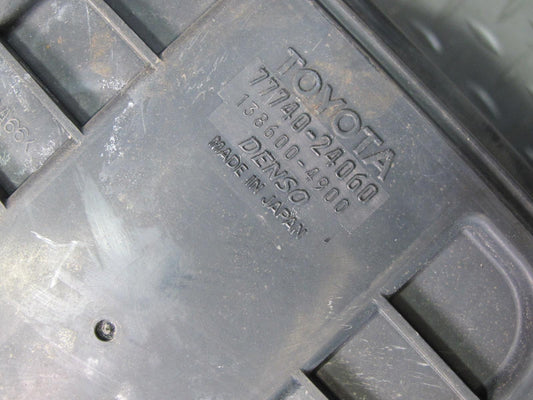 TOYOTA
77740-24060
138600-4900
DENSO
MADE IN JAPAN